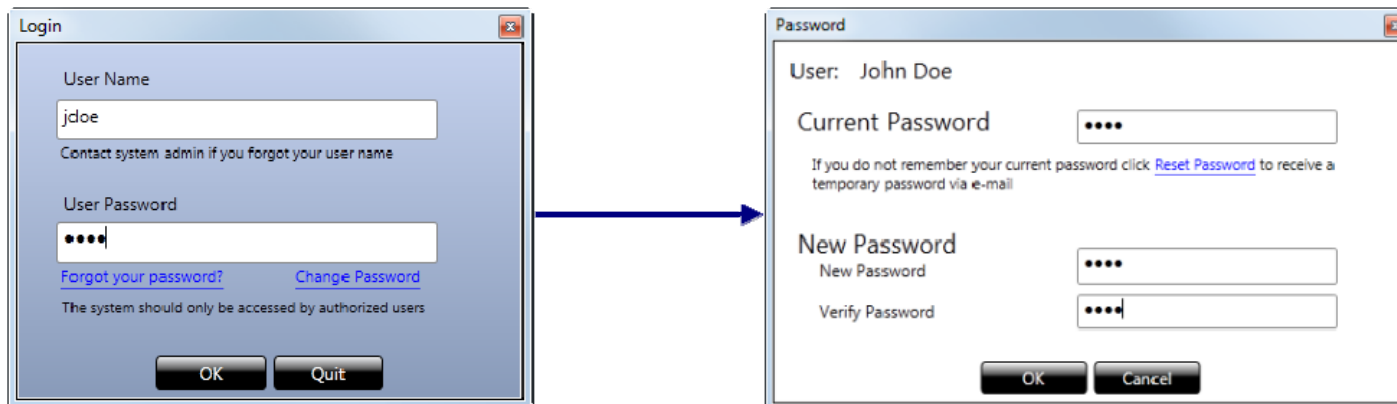 Login
User Name
jdoe
Contact system admin if you forgot your user name
User Password
••••
Forgot your password? Change Password
The system should only be accessed by authorized users
OK Quit
Password
User: John Doe
Current Password ••••
If you do not remember your current password click Reset Password to receive a
temporary password via e-mail
New Password
New Password ••••
Verify Password ••••
OK Cancel